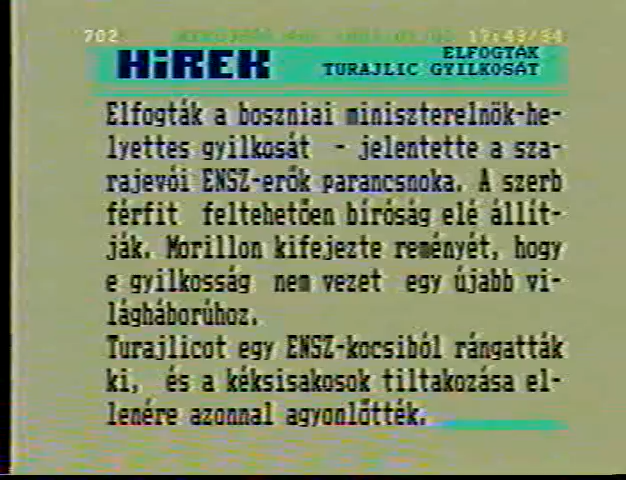 702 17:43/34
HiREK
ELFOGTÁK
TURAJLIC GYILKOSÁT
Elfogták a boszniai miniszterelnök-he-
lyettes gyilkosát - jelentette a sza-
rajevói ENSZ-erők parancsnoka. A szerb
férfit feltehetően bíróság elé állít-
ják. Morillon kifejezte reményét, hogy
e gyilkosság nem vezet egy újabb vi-
lágháborúhoz.
Turajlicot egy ENSZ-kocsiból rángatták
ki, és a kéksisakosok tiltakozása el-
lenére azonnal agyonlőtték.